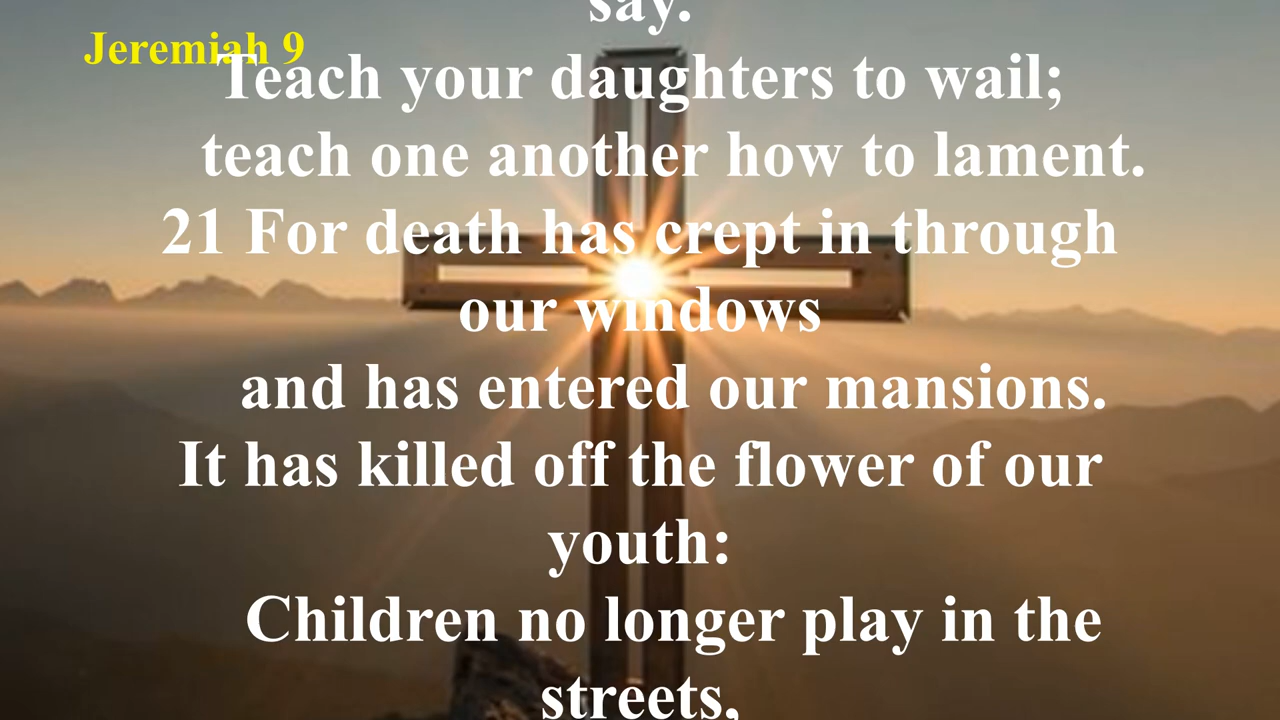 say.
Jeremiah 9
Teach your daughters to wail;
teach one another how to lament.
21 For death has crept in through
our windows
and has entered our mansions.
It has killed off the flower of our
youth:
Children no longer play in the
streets,